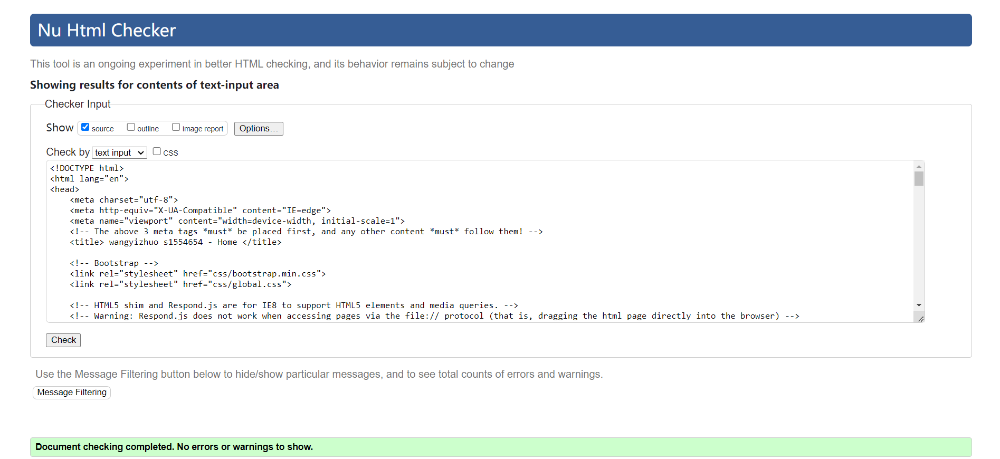 Nu Html Checker
This tool is an ongoing experiment in better HTML checking, and its behavior remains subject to change
Showing results for contents of text-input area
Checker Input
Show source outline image report Options...
Check by text input CSS
<!DOCTYPE html>
<html lang="en">
<head>
    <meta charset="utf-8">
    <meta http-equiv="X-UA-Compatible" content="IE=edge">
    <meta name="viewport" content="width=device-width, initial-scale=1">
    <!-- The above 3 meta tags *must* be placed first, and any other content *must* follow them! -->
    <title> wangyizhuo s1554654 - Home </title>
    <!-- Bootstrap -->
    <link rel="stylesheet" href="css/bootstrap.min.css">
    <link rel="stylesheet" href="css/global.css">
    <!-- HTML5 shim and Respond.js are for IE8 to support HTML5 elements and media queries. -->
    <!-- Warning: Respond.js does not work when accessing pages via the file:// protocol (that is, dragging the html page directly into the browser) -->
Check
Use the Message Filtering button below to hide/show particular messages, and to see total counts of errors and warnings.
Message Filtering
Document checking completed. No errors or warnings to show.